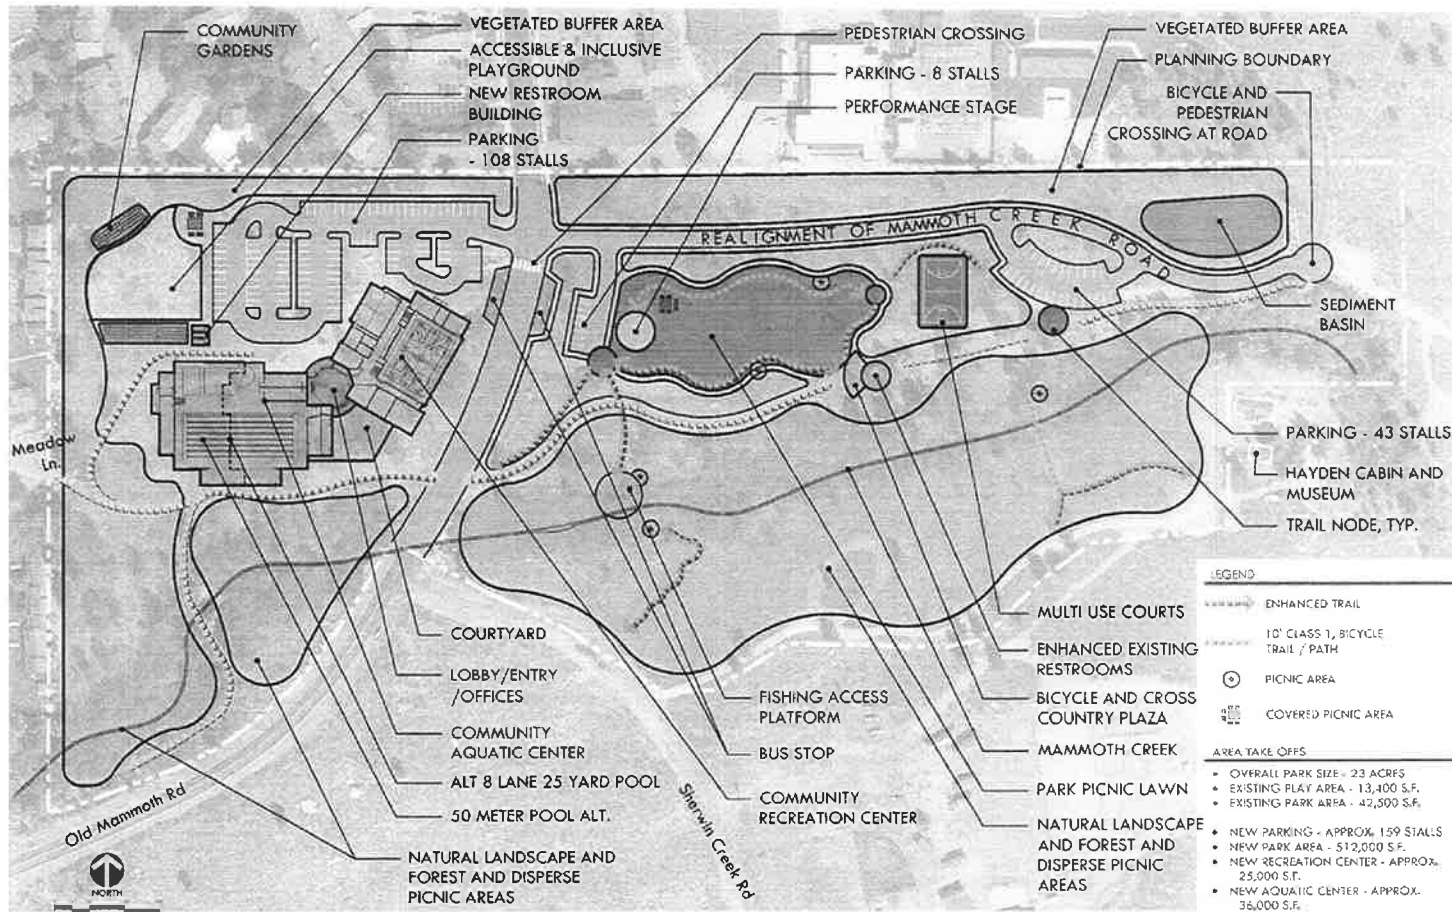 COMMUNITY
GARDENS
VEGETATED BUFFER AREA
ACCESSIBLE & INCLUSIVE
PLAYGROUND
NEW RESTROOM
BUILDING
PARKING
- 108 STALLS
PEDESTRIAN CROSSING
PARKING - 8 STALLS
PERFORMANCE STAGE
VEGETATED BUFFER AREA
PLANNING BOUNDARY
BICYCLE AND
PEDESTRIAN
CROSSING AT ROAD
REALIGNMENT OF MAMMOTH CREEK ROAD
SEDIMENT
BASIN
Meadow
Ln.
PARKING - 43 STALLS
HAYDEN CABIN AND
MUSEUM
TRAIL NODE, TYP.
COURTYARD
LOBBY/ENTRY
/OFFICES
COMMUNITY
AQUATIC CENTER
ALT 8 LANE 25 YARD POOL
50 METER POOL ALT.
NATURAL LANDSCAPE AND
FOREST AND DISPERSE
PICNIC AREAS
Old Mammoth Rd
NORTH
FISHING ACCESS
PLATFORM
BUS STOP
COMMUNITY
RECREATION CENTER
Sherwin Creek Rd
MULTI USE COURTS
ENHANCED EXISTING
RESTROOMS
BICYCLE AND CROSS
COUNTRY PLAZA
MAMMOTH CREEK
PARK PICNIC LAWN
NATURAL LANDSCAPE
AND FOREST AND
DISPERSE PICNIC
AREAS
LEGEND
ENHANCED TRAIL
10' CLASS 1, BICYCLE
TRAIL / PATH
PICNIC AREA
COVERED PICNIC AREA
AREA TAKE OFFS
• OVERALL PARK SIZE - 23 ACRES
• EXISTING PLAY AREA - 13,400 S.F.
• EXISTING PARK AREA - 42,500 S.F.
• NEW PARKING - APPROX. 159 STALLS
• NEW PARK AREA - 512,000 S.F.
• NEW RECREATION CENTER - APPROX.
25,000 S.F.
• NEW AQUATIC CENTER - APPROX.
36,000 S.F.